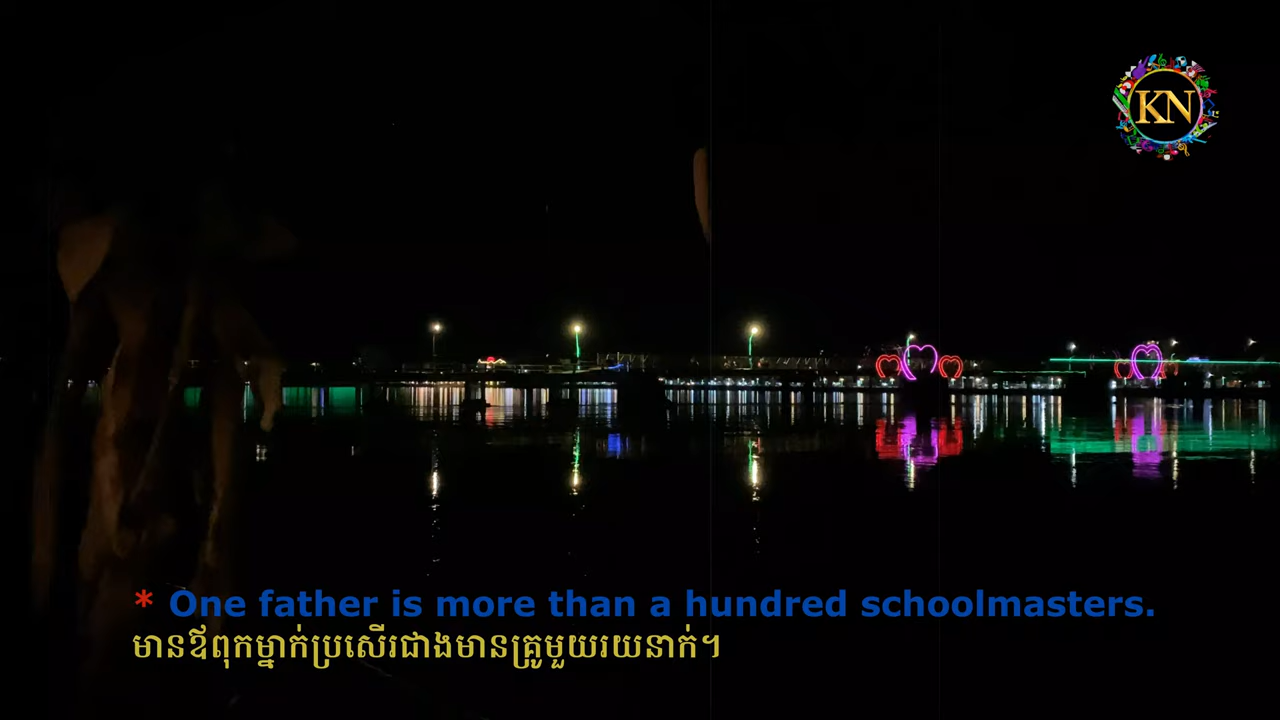 KN
* One father is more than a hundred schoolmasters.
មានឪពុកម្នាក់ប្រសើរជាងមានគ្រូមួយរយនាក់។